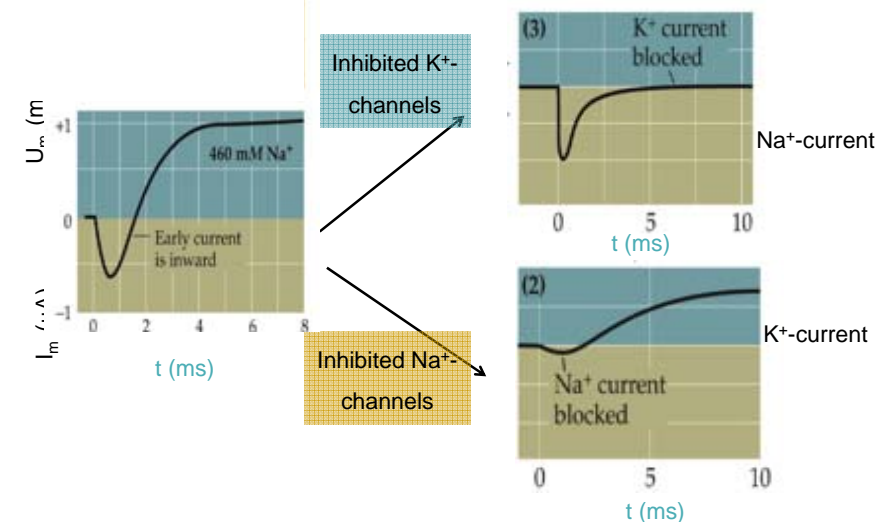 Uₘ (m
+1
460 mM Na⁺
0
Early current
is inward
−1
Iₘ
0 2 4 6 8
t (ms)
Inhibited K⁺-
channels
Inhibited Na⁺-
channels
(3)
K⁺ current
blocked
Na⁺-current
0 5 10
t (ms)
(2)
K⁺-current
Na⁺ current
blocked
0 5 10
t (ms)